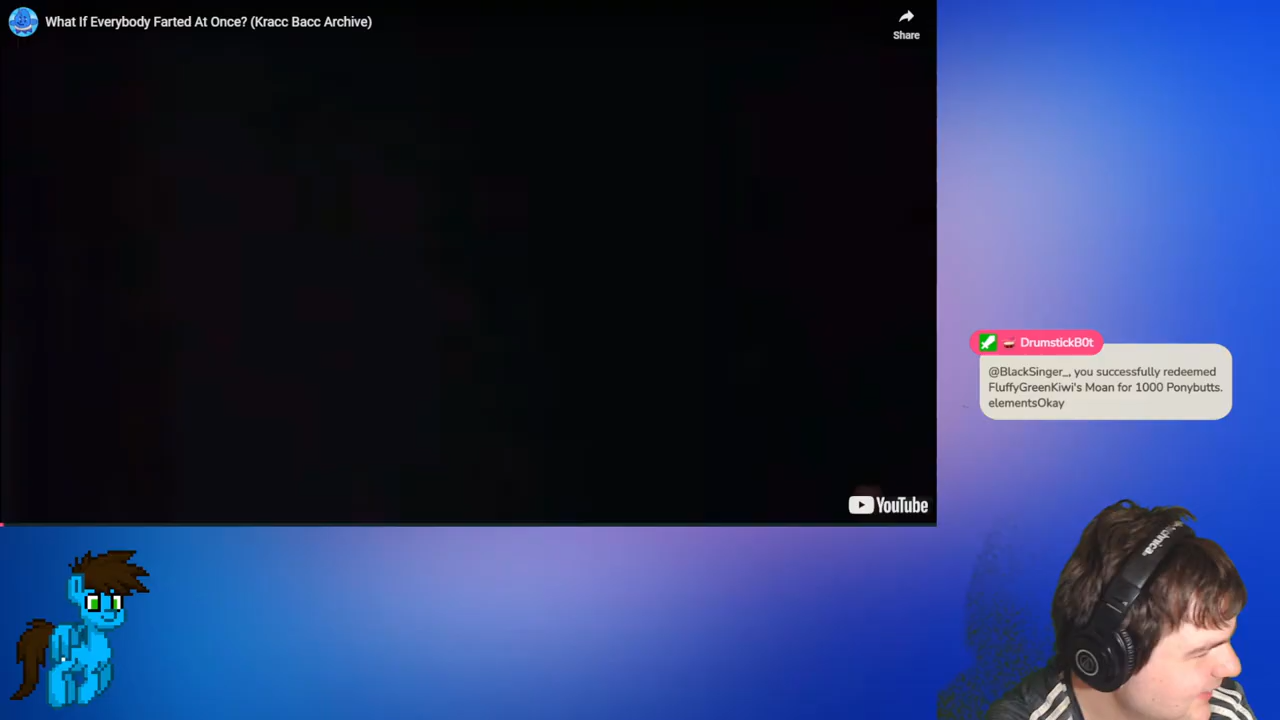 What If Everybody Farted At Once? (Kracc Bacc Archive)
Share
DrumstickB0t
@BlackSinger_, you successfully redeemed
FluffyGreenKiwi's Moan for 1000 Ponybutts.
elementsOkay
YouTube